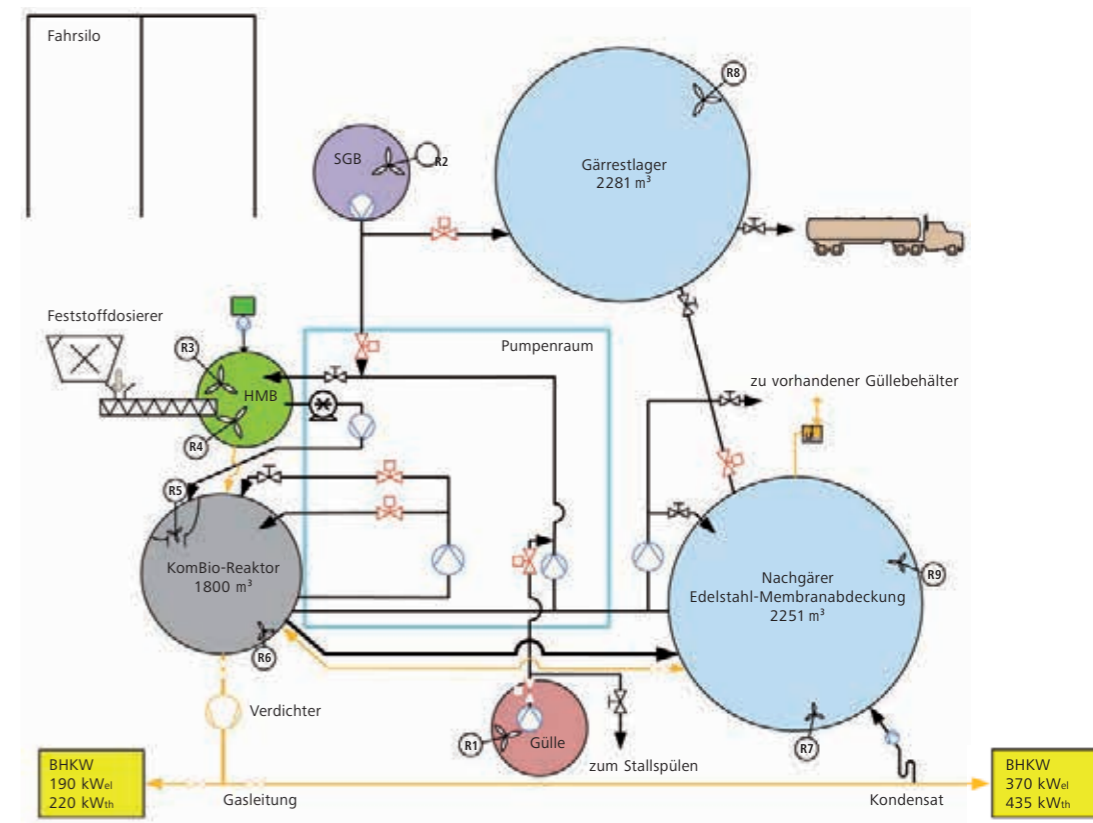 Fahrsilo
R8
SGB
R2
Gärrestlager
2281 m³
Feststoffdosierer
R3
Pumpenraum
HMB
zu vorhandener Güllebehälter
R4
R5
KomBio-Reaktor
1800 m³
Nachgärer
Edelstahl-Membranabdeckung
2251 m³
R9
R6
Verdichter
R1
Gülle
R7
zum Stallspülen
BHKW
190 kWel
220 kWth
Gasleitung
Kondensat
BHKW
370 kWel
435 kWth